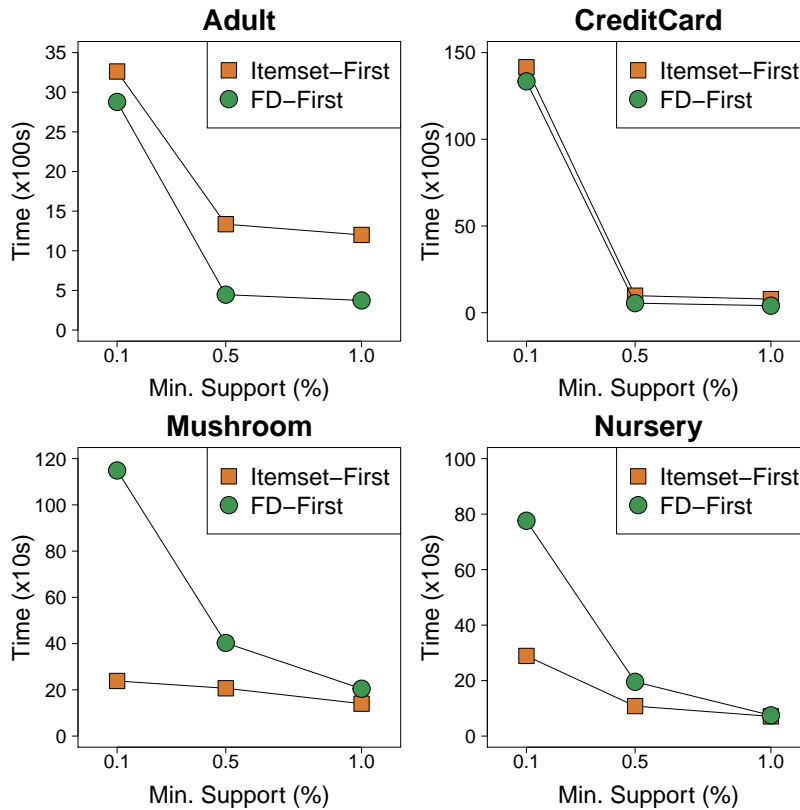 Adult
Time (x100s)
35
30
25
20
15
10
5
0
Itemset−First
FD−First
0.1
0.5
1.0
Min. Support (%)
CreditCard
Time (x100s)
150
100
50
0
Itemset−First
FD−First
0.1
0.5
1.0
Min. Support (%)
Mushroom
Time (x10s)
120
100
80
60
40
20
0
Itemset−First
FD−First
0.1
0.5
1.0
Min. Support (%)
Nursery
Time (x10s)
100
80
60
40
20
0
Itemset−First
FD−First
0.1
0.5
1.0
Min. Support (%)